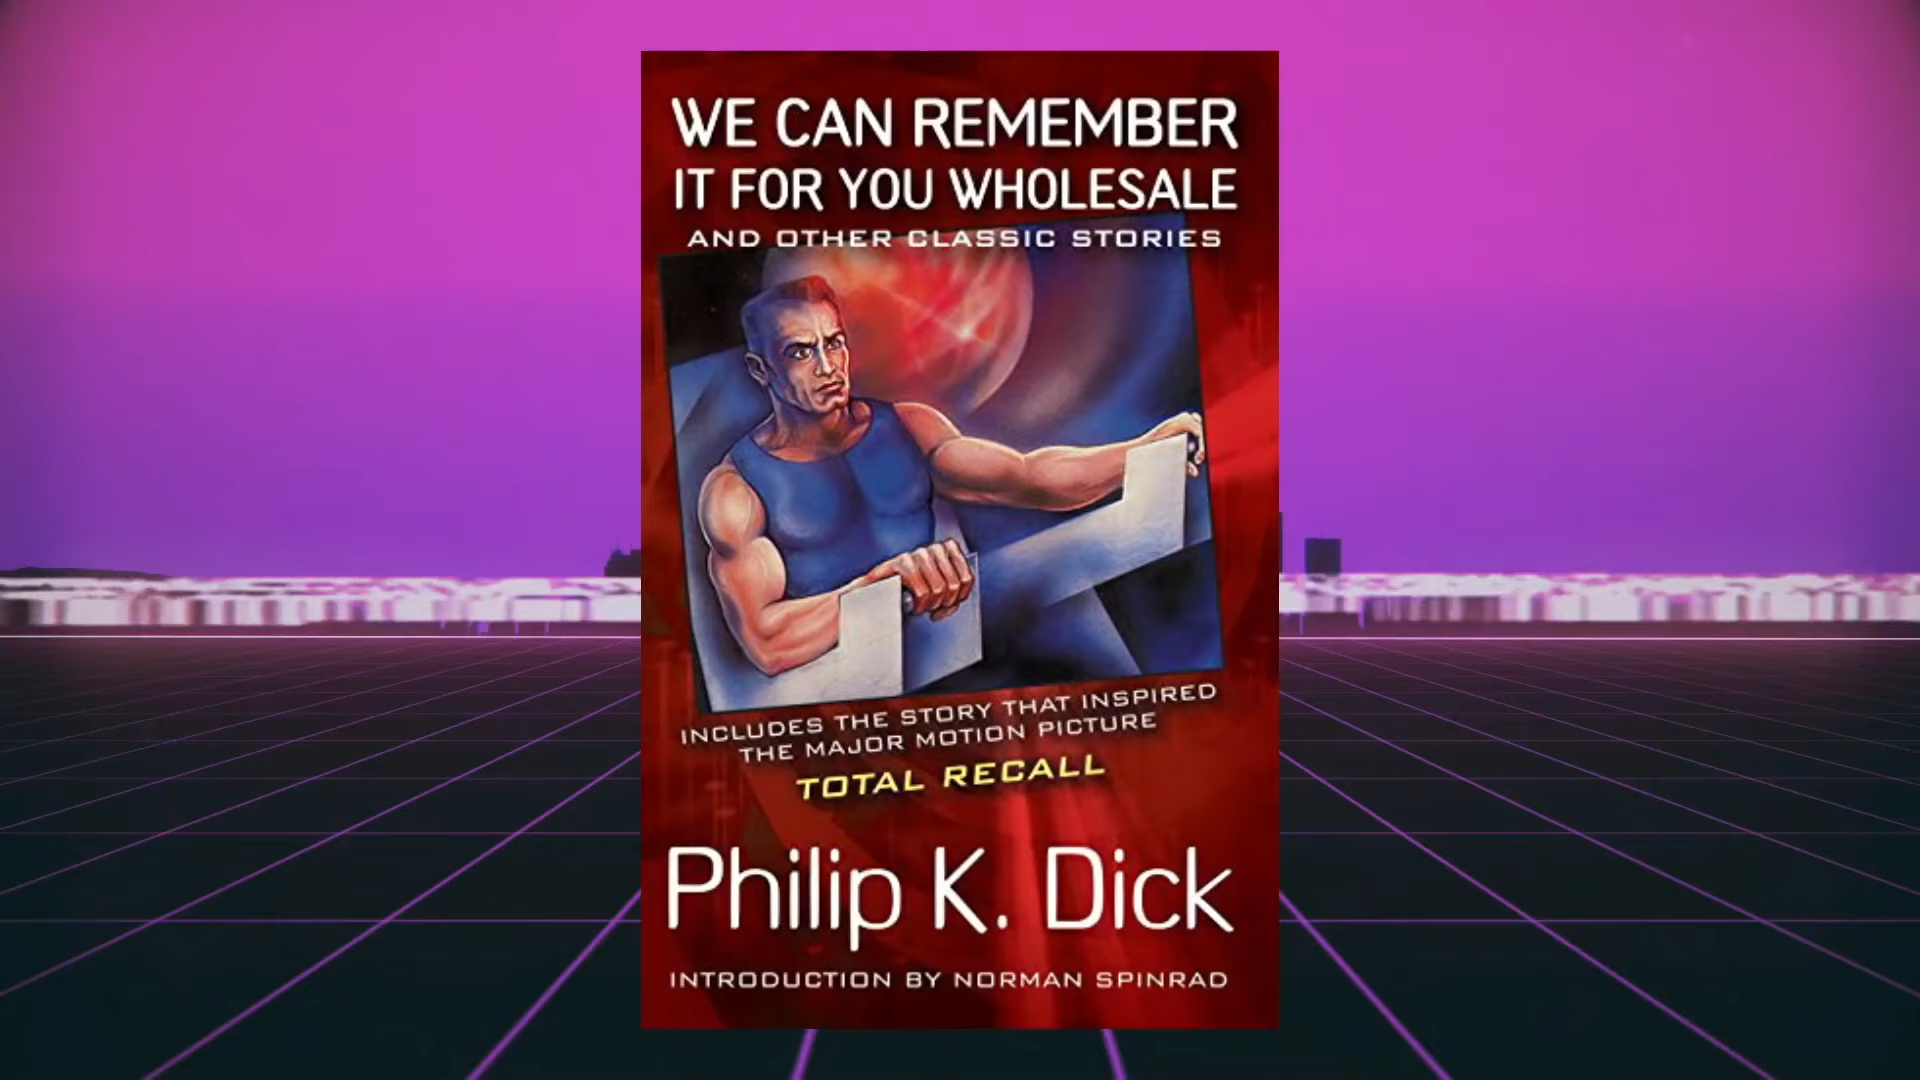 WE CAN REMEMBER
IT FOR YOU WHOLESALE
AND OTHER CLASSIC STORIES
INCLUDES THE STORY THAT INSPIRED
THE MAJOR MOTION PICTURE
TOTAL RECALL
Philip K. Dick
INTRODUCTION BY NORMAN SPINRAD